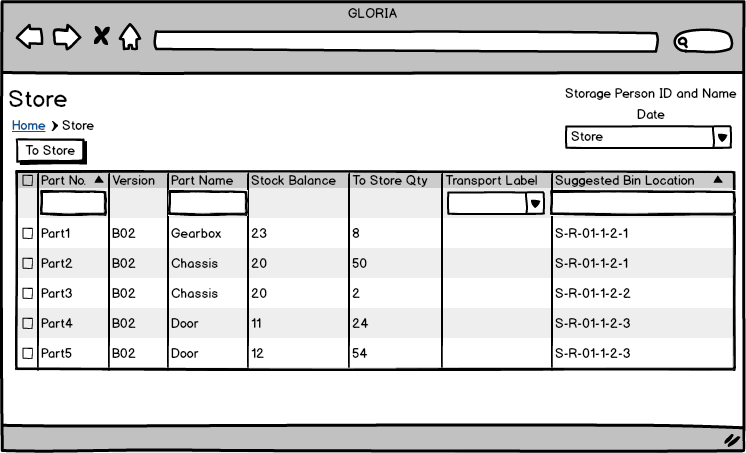 GLORIA
Store
Storage Person ID and Name
Date
Home > Store
Store
To Store
Part No. Version Part Name Stock Balance To Store Qty Transport Label Suggested Bin Location
Part1 B02 Gearbox 23 8 S-R-01-1-2-1
Part2 B02 Chassis 20 50 S-R-01-1-2-1
Part3 B02 Chassis 20 2 S-R-01-1-2-2
Part4 B02 Door 11 24 S-R-01-1-2-3
Part5 B02 Door 12 54 S-R-01-1-2-3